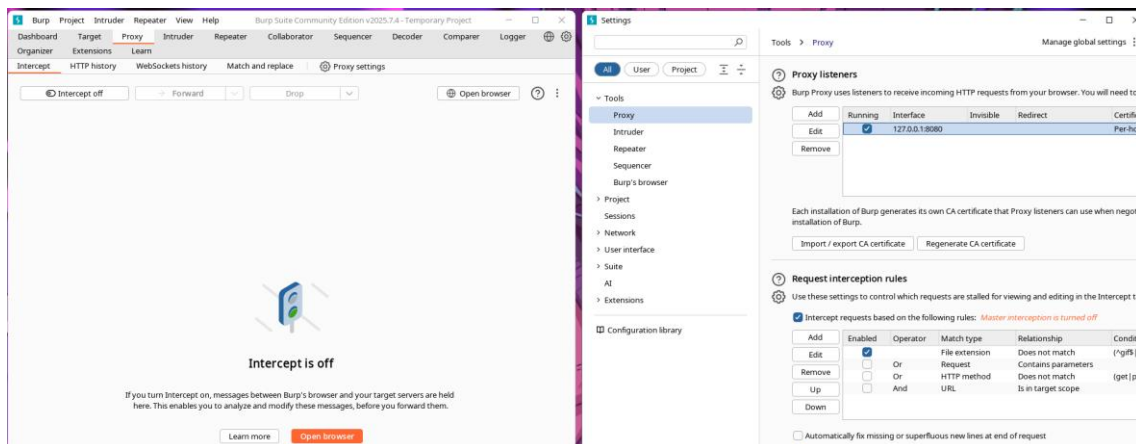 Burp Project Intruder Repeater View Help Burp Suite Community Edition v2025.7.4 - Temporary Project
Dashboard Target Proxy Intruder Repeater Collaborator Sequencer Decoder Comparer Logger
Organizer Extensions Learn
Intercept HTTP history WebSockets history Match and replace Proxy settings
Intercept off Forward Drop Open browser
Intercept is off
If you turn Intercept on, messages between Burp's browser and your target servers are held
here. This enables you to analyze and modify these messages, before you forward them.
Learn more Open browser
Settings
All User Project
Tools
Proxy
Intruder
Repeater
Sequencer
Burp's browser
Project
Sessions
Network
User interface
Suite
AI
Extensions
Configuration library
Tools > Proxy Manage global settings
Proxy listeners
Burp Proxy uses listeners to receive incoming HTTP requests from your browser. You will need to
Add Running Interface Invisible Redirect Certific
Edit 127.0.0.1:8080 Per-ho
Remove
Each installation of Burp generates its own CA certificate that Proxy listeners can use when negot
installation of Burp.
Import / export CA certificate Regenerate CA certificate
Request interception rules
Use these settings to control which requests are stalled for viewing and editing in the Intercept t
Intercept requests based on the following rules: Master interception is turned off
Add Enabled Operator Match type Relationship Condit
Edit File extension Does not match (^gif$|
Remove Or Request Contains parameters
Or HTTP method Does not match (get|p
Up And URL Is in target scope
Down
Automatically fix missing or superfluous new lines at end of request